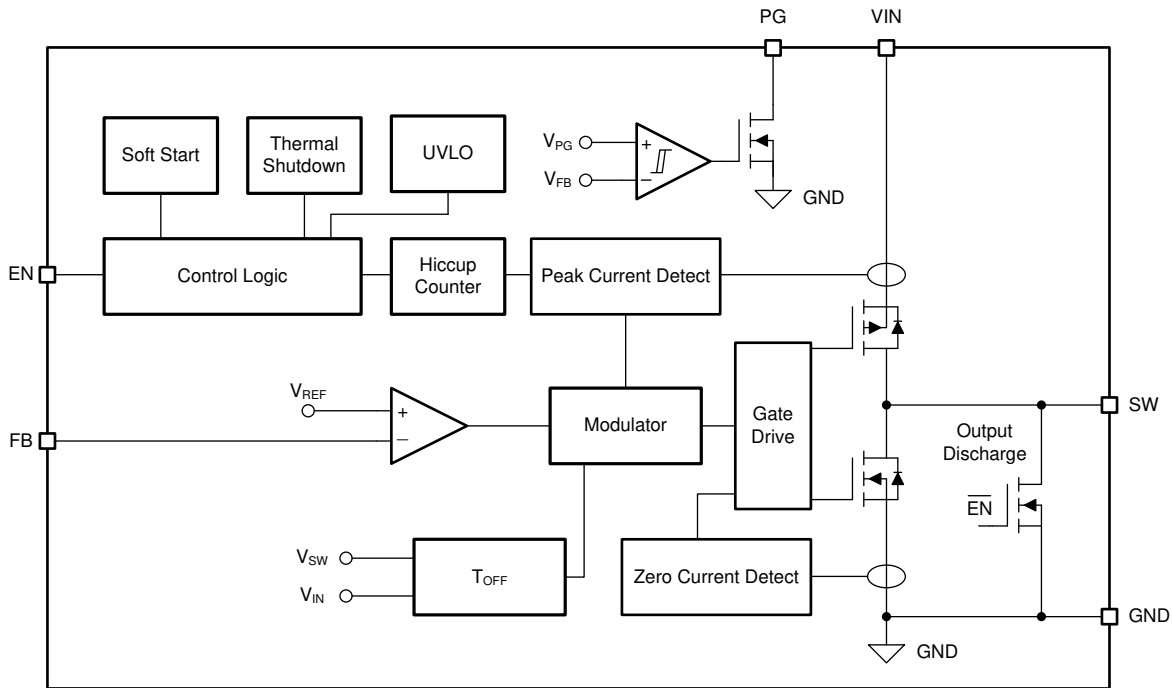 PG
VIN
Soft Start
Thermal
Shutdown
UVLO
V_PG
+
V_FB
−
GND
EN
Control Logic
Hiccup
Counter
Peak Current Detect
V_REF
+
FB
−
Modulator
Gate
Drive
SW
Output
Discharge
E̅N̅
V_SW
V_IN
T_OFF
Zero Current Detect
GND
GND